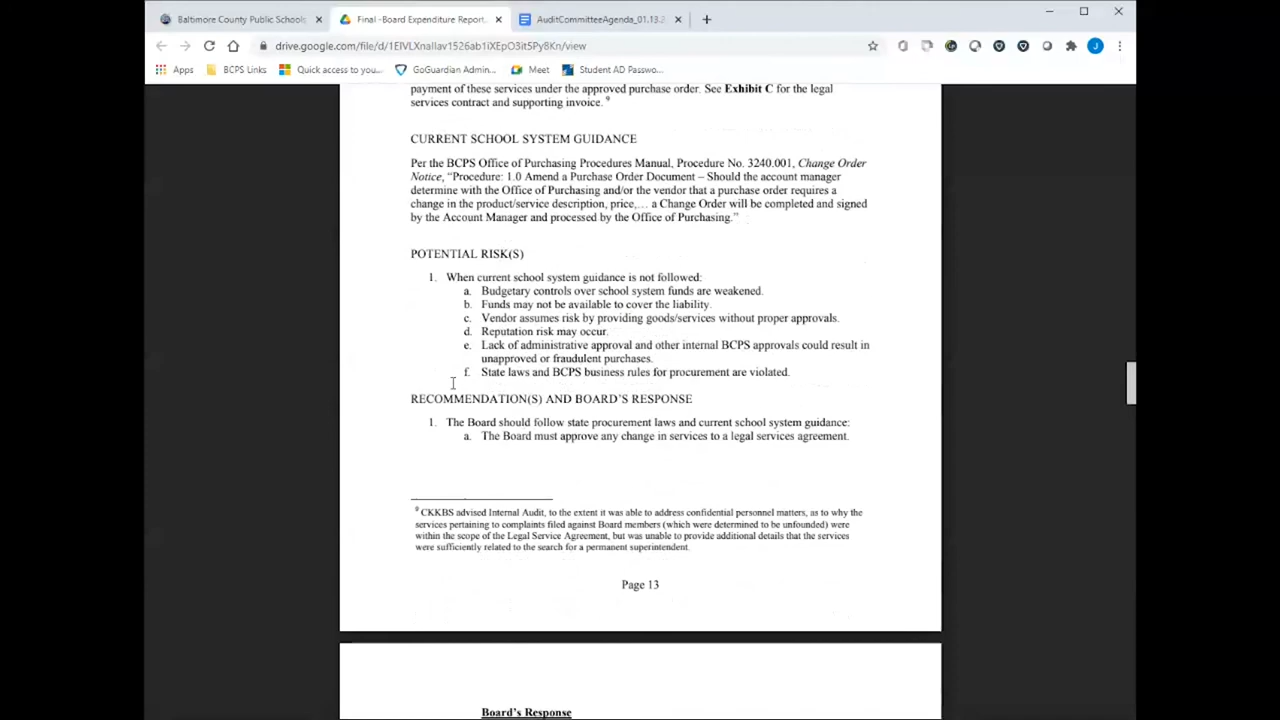 Baltimore County Public Schools
Final -Board Expenditure Report
AuditCommitteeAgenda_01.13.2
drive.google.com/file/d/1EIVLXnaIlav1526ab1iXEpO3it5Py8Kn/view
J
Apps
BCPS Links
Quick access to you...
GoGuardian Admin...
Meet
Student AD Passwo...
payment of these services under the approved purchase order. See Exhibit C for the legal
services contract and supporting invoice. 9
CURRENT SCHOOL SYSTEM GUIDANCE
Per the BCPS Office of Purchasing Procedures Manual, Procedure No. 3240.001, Change Order
Notice, “Procedure: 1.0 Amend a Purchase Order Document – Should the account manager
determine with the Office of Purchasing and/or the vendor that a purchase order requires a
change in the product/service description, price,... a Change Order will be completed and signed
by the Account Manager and processed by the Office of Purchasing.”
POTENTIAL RISK(S)
1. When current school system guidance is not followed:
a. Budgetary controls over school system funds are weakened.
b. Funds may not be available to cover the liability.
c. Vendor assumes risk by providing goods/services without proper approvals.
d. Reputation risk may occur.
e. Lack of administrative approval and other internal BCPS approvals could result in
unapproved or fraudulent purchases.
f. State laws and BCPS business rules for procurement are violated.
RECOMMENDATION(S) AND BOARD’S RESPONSE
1. The Board should follow state procurement laws and current school system guidance:
a. The Board must approve any change in services to a legal services agreement.
9 CKKBS advised Internal Audit, to the extent it was able to address confidential personnel matters, as to why the
services pertaining to complaints filed against Board members (which were determined to be unfounded) were
within the scope of the Legal Service Agreement, but was unable to provide additional details that the services
were sufficiently related to the search for a permanent superintendent.
Page 13
Board’s Response